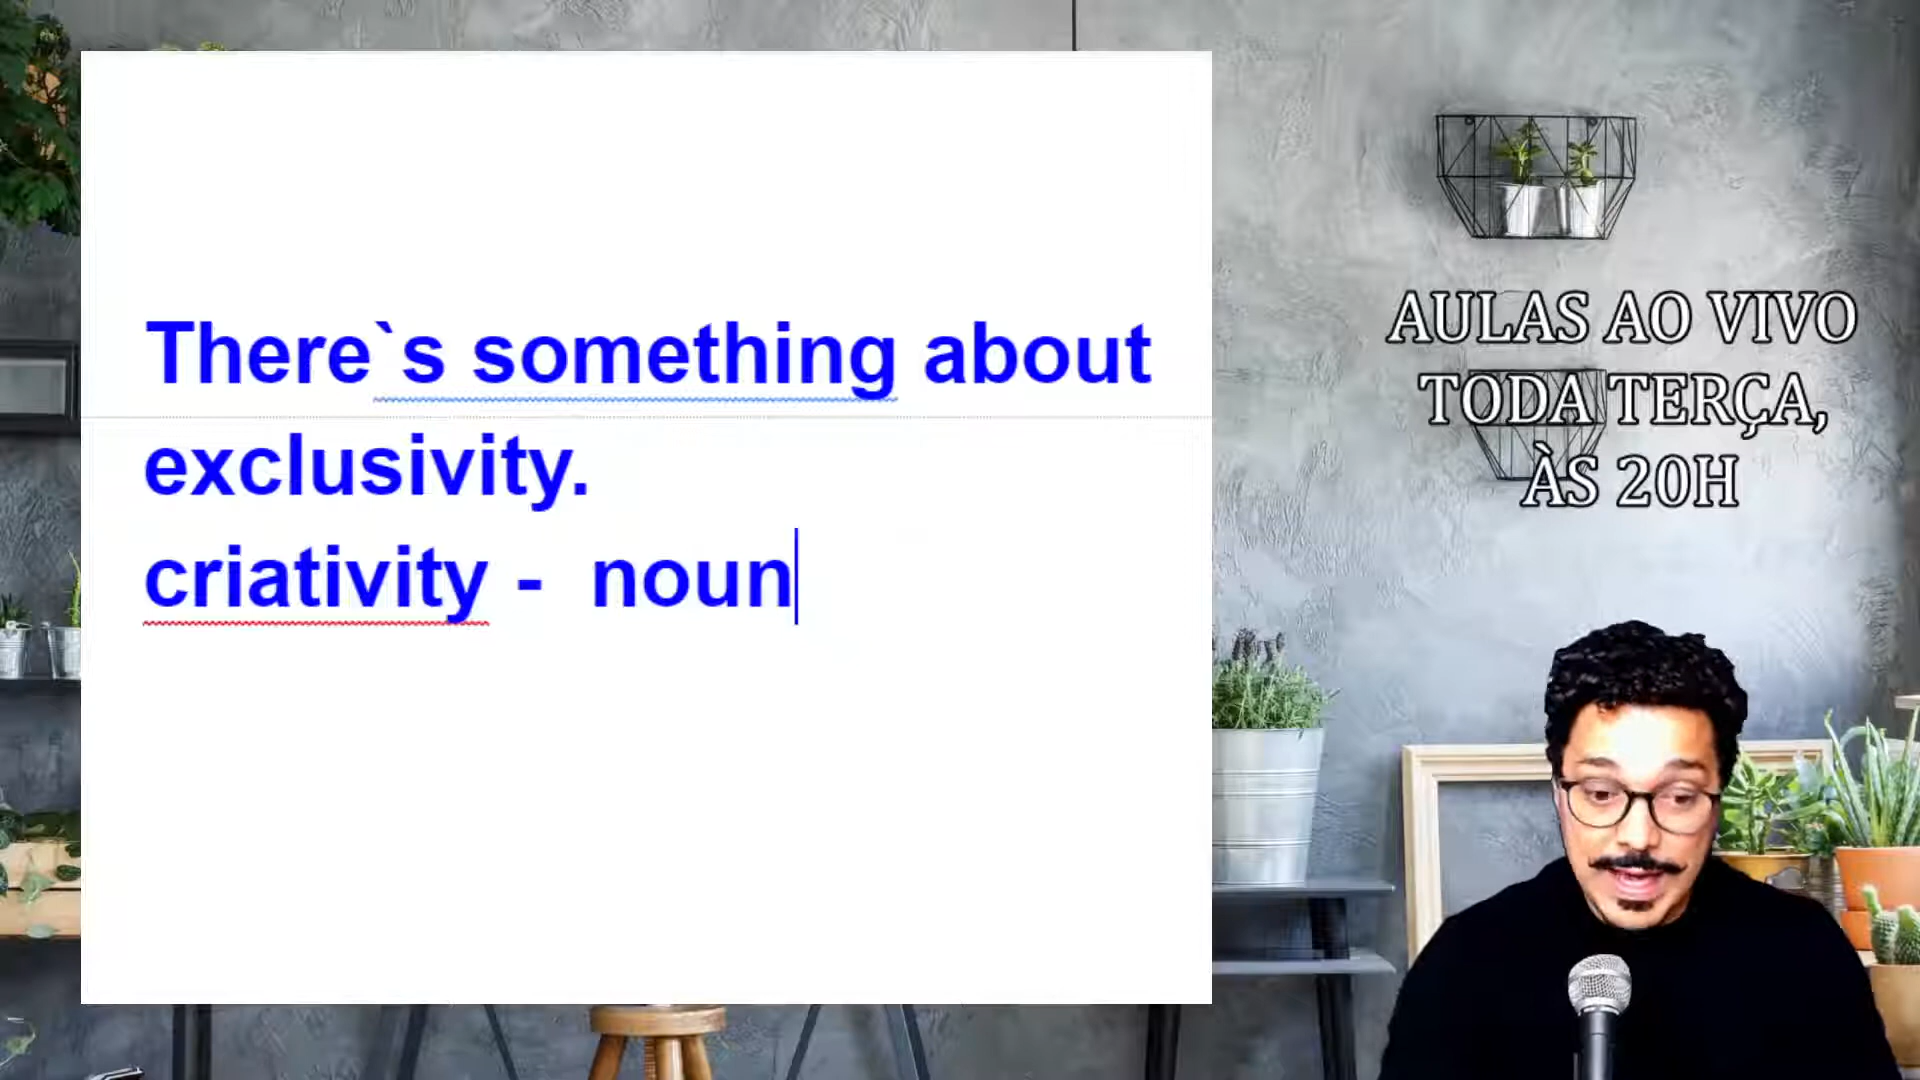 There`s something about
exclusivity.
criativity -  noun
AULAS AO VIVO
TODA TERÇA,
ÀS 20H